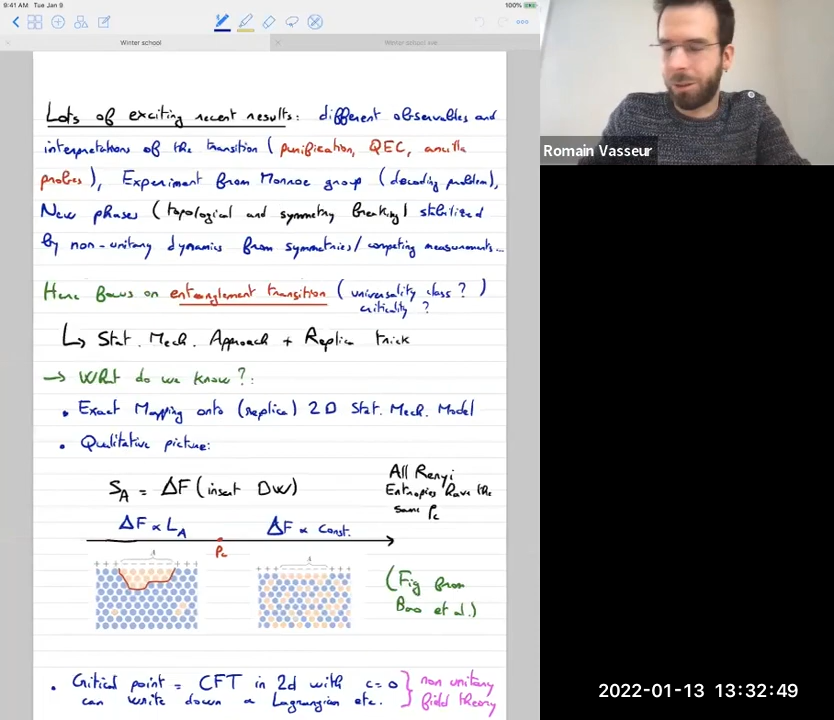 9:41 AM Tue Jan 9
100%
Winter school
Winter school
Lots of exciting recent results: different observables and
interpretations of the transition (purification, QEC, ancilla
probes), Experiment from Monroe group (decoding problem),
New phases (topological and symmetry breaking) stabilized
by non-unitary dynamics from symmetries/competing measurements...
Here focus on entanglement transition (universality class? )
criticality ?
↳ Stat. Mech. Approach + Replica trick
→ What do we know?:
• Exact Mapping onto (replica) 2D Stat. Mech. Model
• Qualitative picture:
S_A = ΔF (insert DW)
All Renyi
Entropies have the
same Pc
ΔF ∝ L_A
ΔF ∝ Const.
Pc
A
A
+ + + + + +
+ + + + + +
(Fig from
Bao et al.)
• Critical point = CFT in 2d with c=0 } non unitary
can write down a Lagrangian etc. field theory
Romain Vasseur
2022-01-13 13:32:49